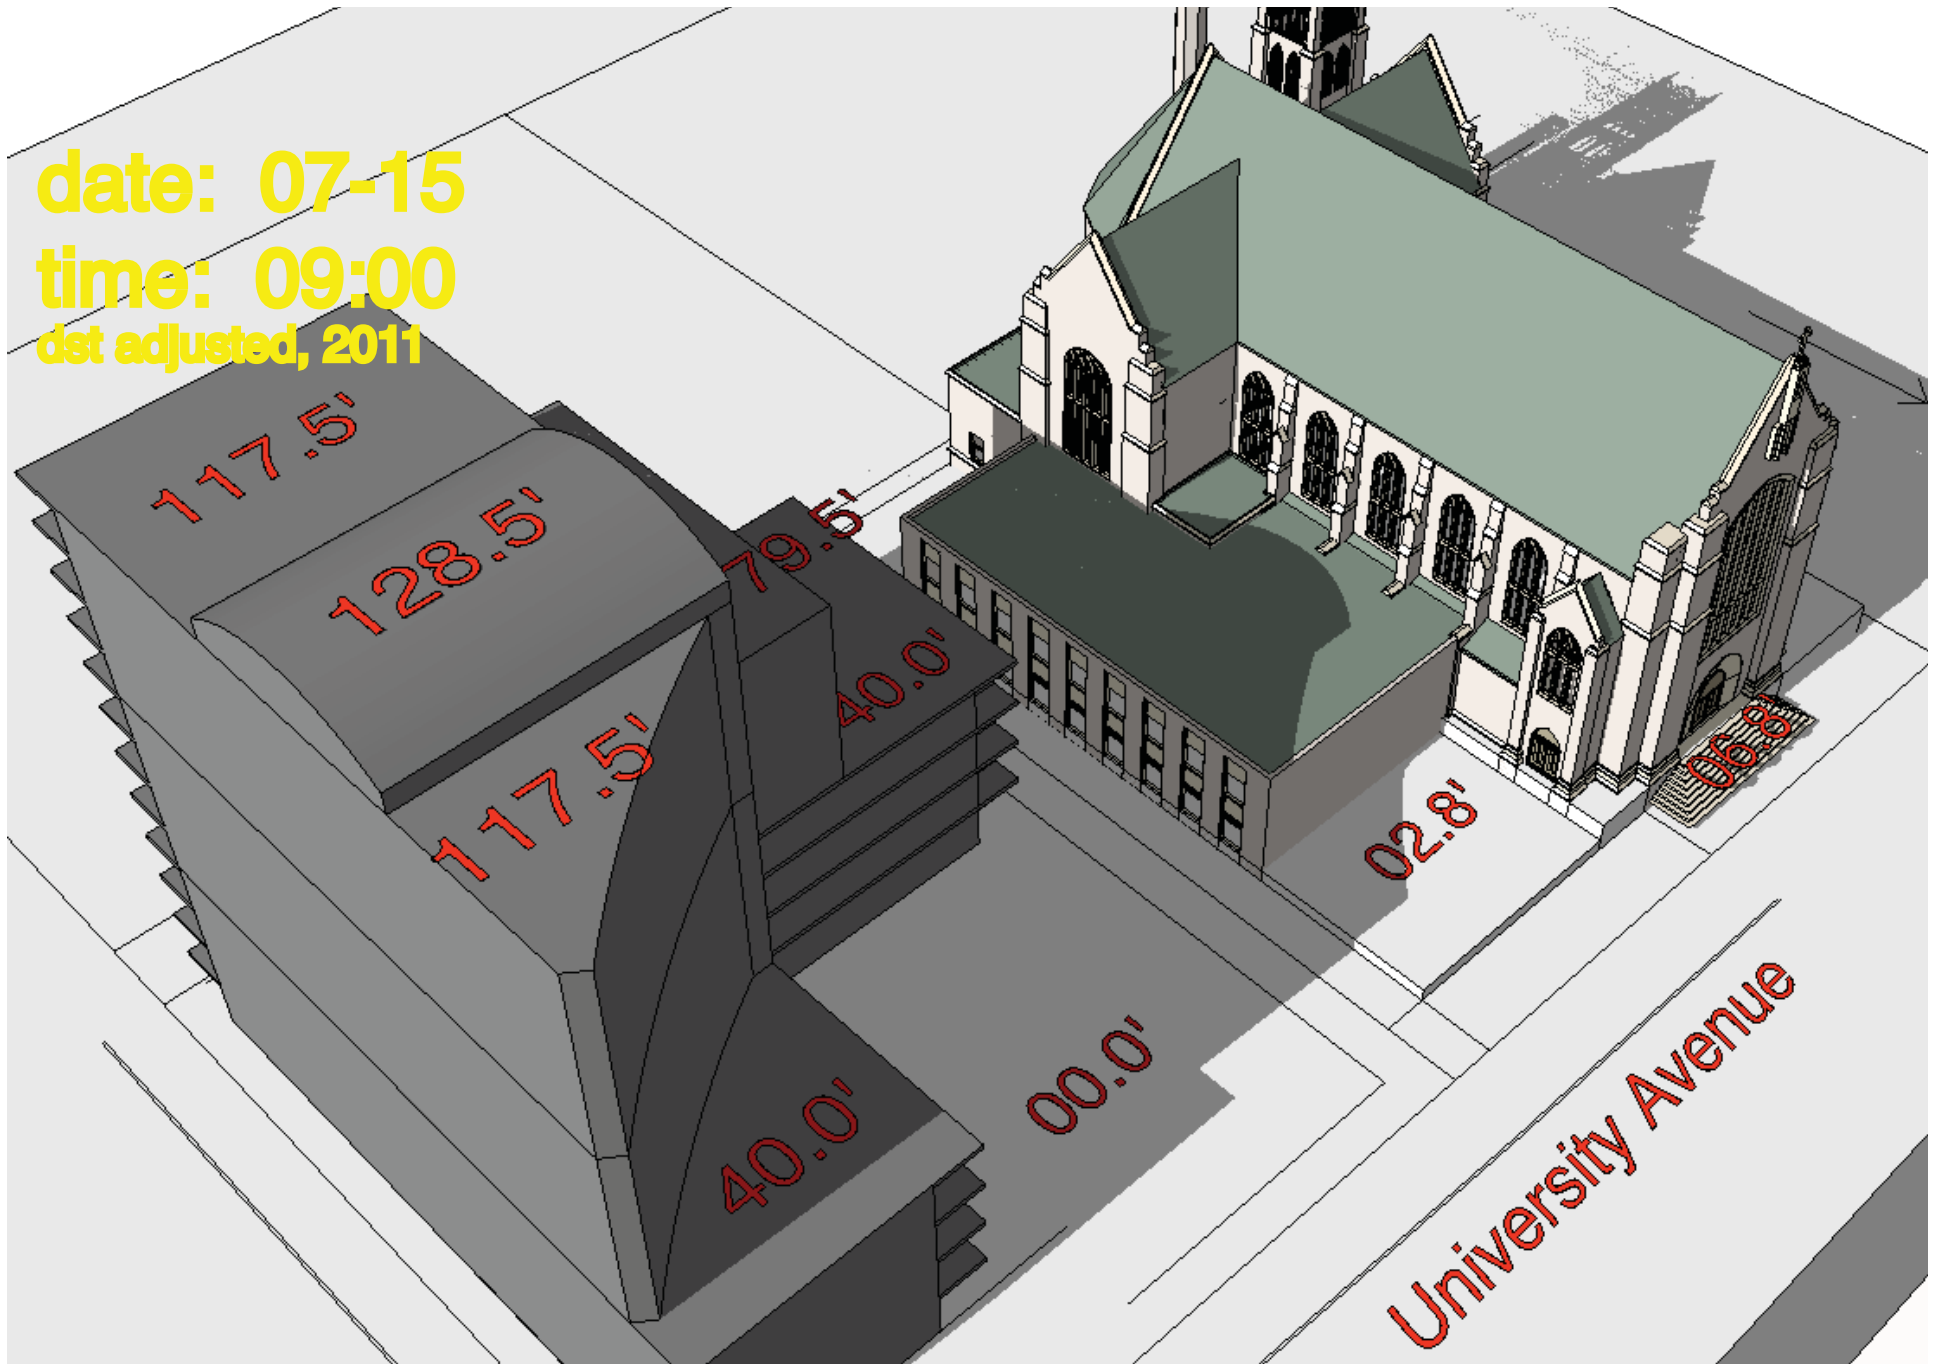 date: 07-15
time: 09:00
dst adjusted, 2011
117.5'
128.5'
79.5'
117.5'
40.0'
06.8'
02.8'
00.0'
40.0'
University Avenue